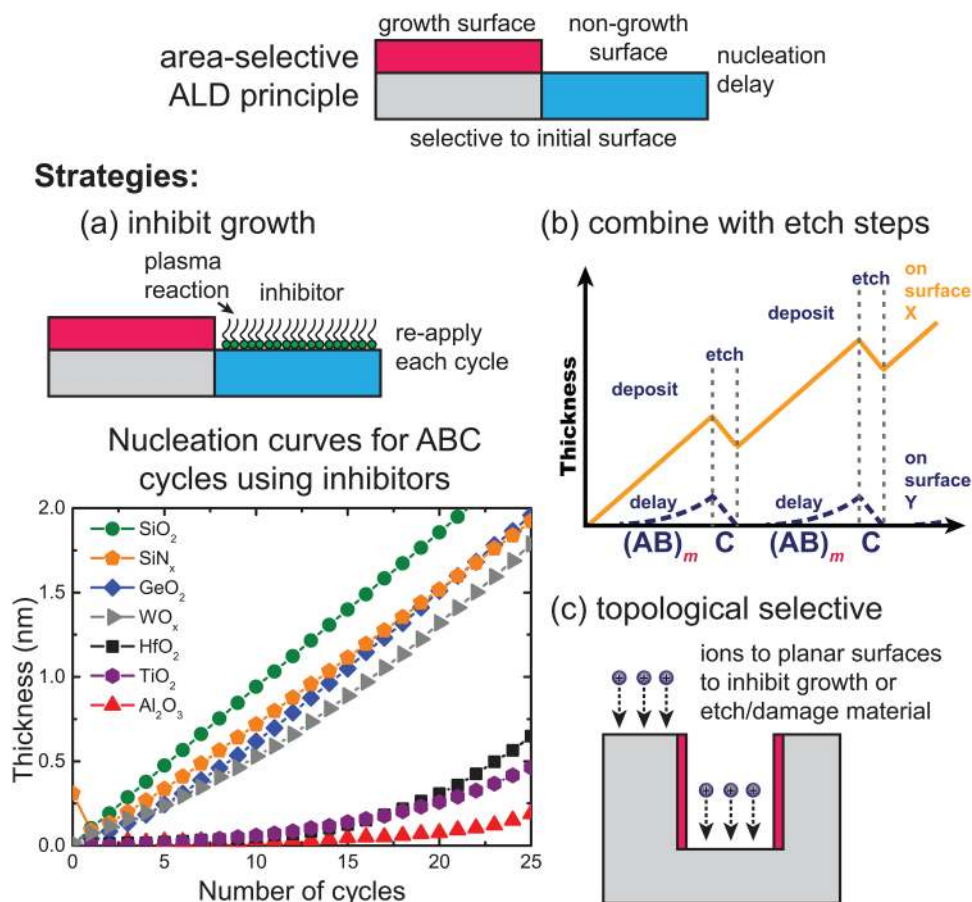 area-selective
ALD principle
growth surface
non-growth
surface
nucleation
delay
selective to initial surface
Strategies:
(a) inhibit growth
plasma
reaction
inhibitor
re-apply
each cycle
Nucleation curves for ABC
cycles using inhibitors
Thickness (nm)
2.0
1.5
1.0
0.5
0.0
SiO₂
SiNₓ
GeO₂
WOₓ
HfO₂
TiO₂
Al₂O₃
0
5
10
15
20
25
Number of cycles
(b) combine with etch steps
Thickness
deposit
etch
deposit
etch
on
surface
X
delay
delay
on
surface
Y
(AB)ₘ C (AB)ₘ C
(c) topological selective
ions to planar surfaces
to inhibit growth or
etch/damage material
+ + +
+ + +